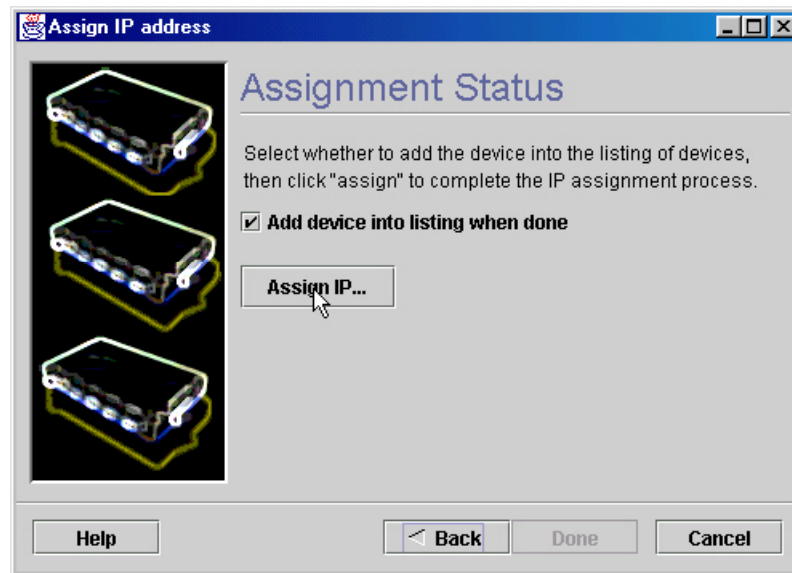 Assign IP address
Assignment Status
Select whether to add the device into the listing of devices,
then click "assign" to complete the IP assignment process.
Add device into listing when done
Assign IP...
Help
Back
Done
Cancel